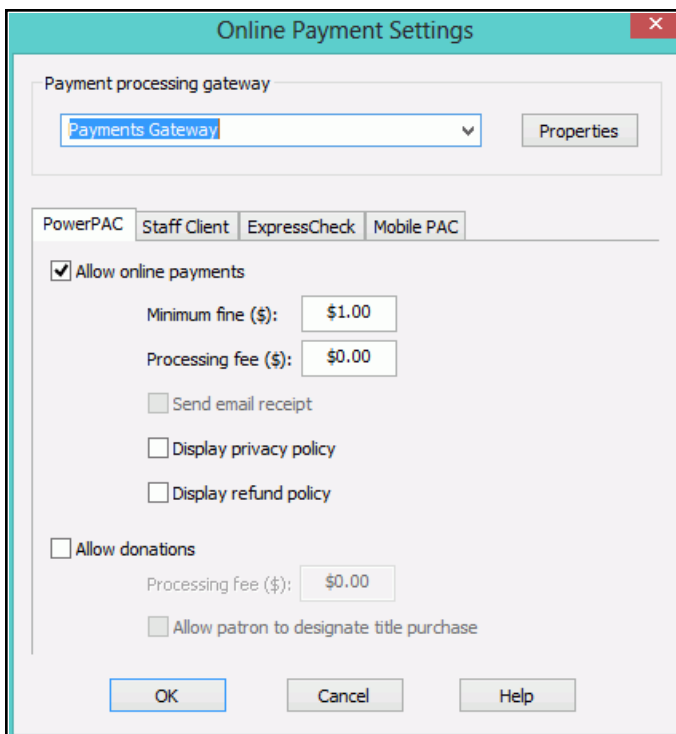 Online Payment Settings
Payment processing gateway
Payments Gateway
Properties
PowerPAC Staff Client ExpressCheck Mobile PAC
Allow online payments
Minimum fine ($): $1.00
Processing fee ($): $0.00
Send email receipt
Display privacy policy
Display refund policy
Allow donations
Processing fee ($): $0.00
Allow patron to designate title purchase
OK Cancel Help